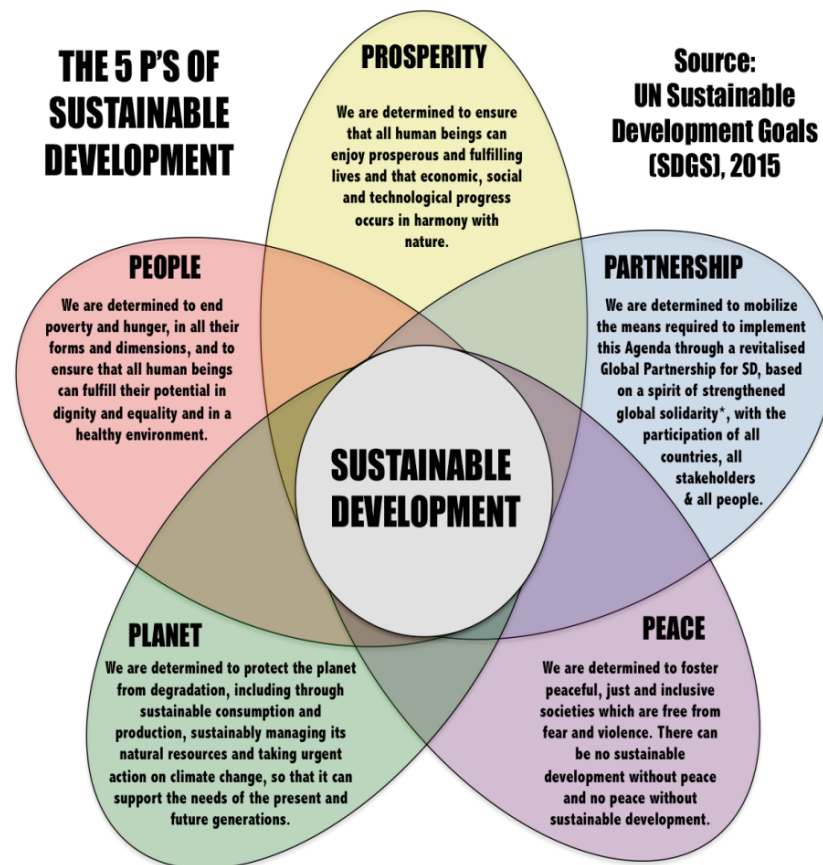 THE 5 P'S OF
SUSTAINABLE
DEVELOPMENT
PROSPERITY
We are determined to ensure
that all human beings can
enjoy prosperous and fulfilling
lives and that economic, social
and technological progress
occurs in harmony with
nature.
Source:
UN Sustainable
Development Goals
(SDGS), 2015
PEOPLE
We are determined to end
poverty and hunger, in all their
forms and dimensions, and to
ensure that all human beings
can fulfill their potential in
dignity and equality and in a
healthy environment.
PARTNERSHIP
We are determined to mobilize
the means required to implement
this Agenda through a revitalised
Global Partnership for SD, based
on a spirit of strengthened
global solidarity*, with the
participation of all
countries, all
stakeholders
& all people.
SUSTAINABLE
DEVELOPMENT
PLANET
We are determined to protect the planet
from degradation, including through
sustainable consumption and
production, sustainably managing its
natural resources and taking urgent
action on climate change, so that it can
support the needs of the present and
future generations.
PEACE
We are determined to foster
peaceful, just and inclusive
societies which are free from
fear and violence. There can
be no sustainable
development without peace
and no peace without
sustainable development.